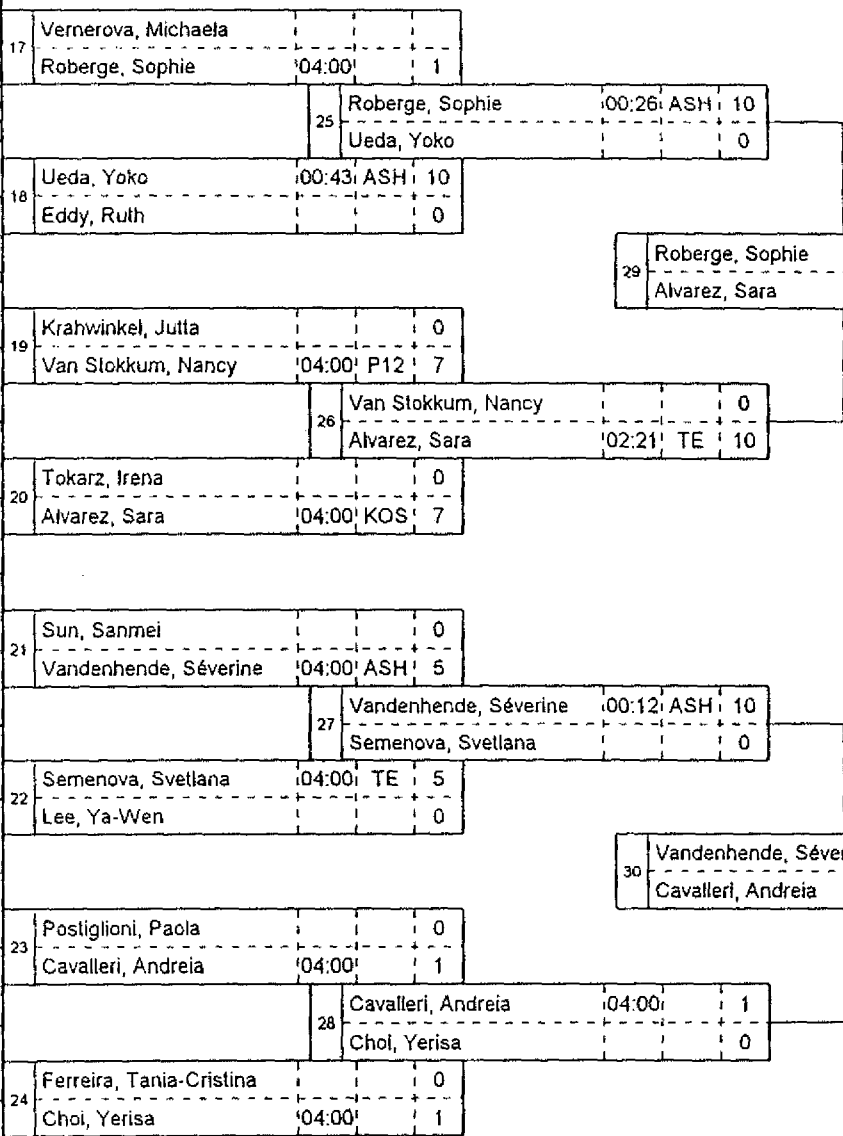 17 Vernerova, Michaela
Roberge, Sophie 04:00 1
25 Roberge, Sophie 00:26 ASH 10
Ueda, Yoko 0
18 Ueda, Yoko 00:43 ASH 10
Eddy, Ruth 0
29 Roberge, Sophie
Alvarez, Sara
19 Krahwinkel, Jutta 0
Van Stokkum, Nancy 04:00 P12 7
26 Van Stokkum, Nancy 0
Alvarez, Sara 02:21 TE 10
20 Tokarz, Irena 0
Alvarez, Sara 04:00 KOS 7
21 Sun, Sanmei 0
Vandenhende, Séverine 04:00 ASH 5
27 Vandenhende, Séverine 00:12 ASH 10
Semenova, Svetlana 0
22 Semenova, Svetlana 04:00 TE 5
Lee, Ya-Wen 0
30 Vandenhende, Séver
Cavalleri, Andreia
23 Postiglioni, Paola 0
Cavalleri, Andreia 04:00 1
28 Cavalleri, Andreia 04:00 1
Choi, Yerisa 0
24 Ferreira, Tania-Cristina 0
Choi, Yerisa 04:00 1